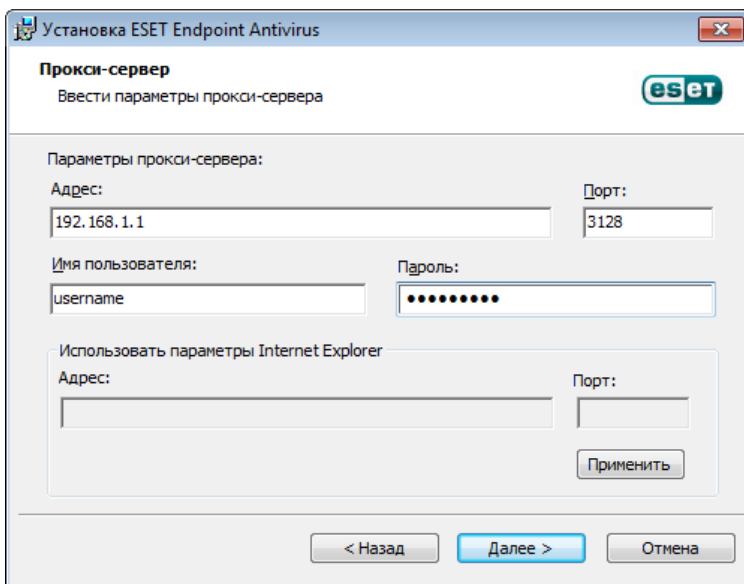 Установка ESET Endpoint Antivirus
Прокси-сервер
Ввести параметры прокси-сервера
eseT
Параметры прокси-сервера:
Адрес: Порт:
192.168.1.1 3128
Имя пользователя: Пароль:
username •••••••••
Использовать параметры Internet Explorer
Адрес: Порт:
Применить
< Назад Далее > Отмена